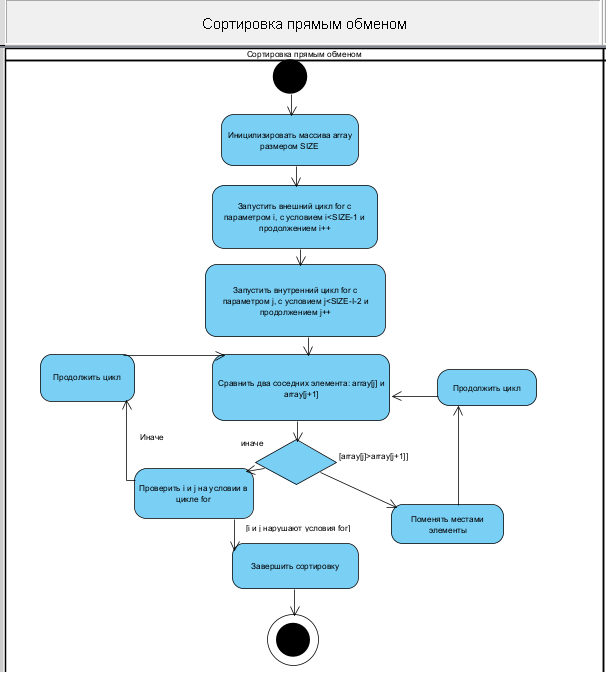 Сортировка прямым обменом
Сортировка прямым обменом
Иницилизировать массива array
размером SIZE
Запустить внешний цикл for с
параметром i, с условием i<SIZE-1 и
продолжением i++
Запустить внутренний цикл for с
параметром j, с условием j<SIZE-I-2 и
продолжением j++
Продолжить цикл
Сравнить два соседних элемента: array[j] и
array[j+1]
Продолжить цикл
Иначе
иначе
[array[j]>array[j+1]]
Проверить i и j на условии в
цикле for
Поменять местами
элементы
[i и j нарушают условия for]
Завершить сортировку